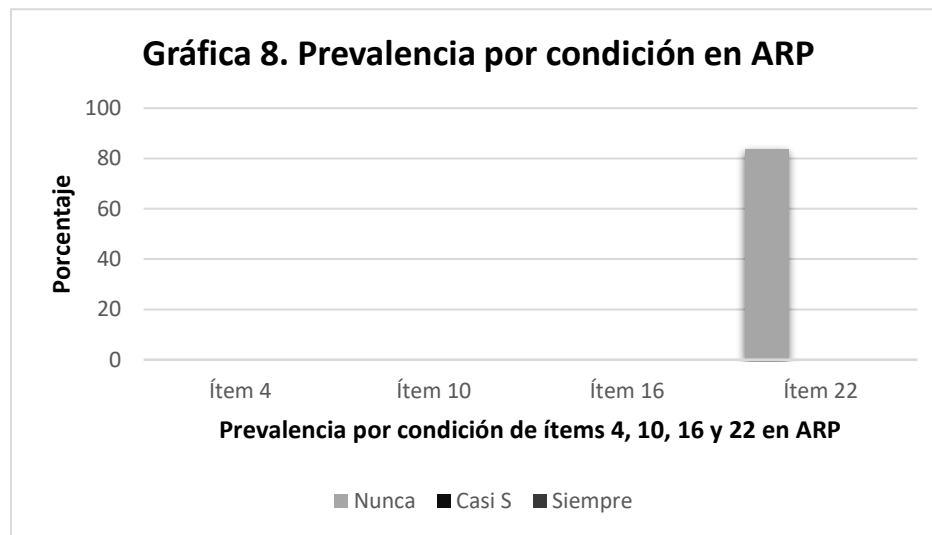 Gráfica 8. Prevalencia por condición en ARP
100
80
60
40
20
0
Porcentaje
Ítem 4 Ítem 10 Ítem 16 Ítem 22
Prevalencia por condición de ítems 4, 10, 16 y 22 en ARP
Nunca Casi S Siempre